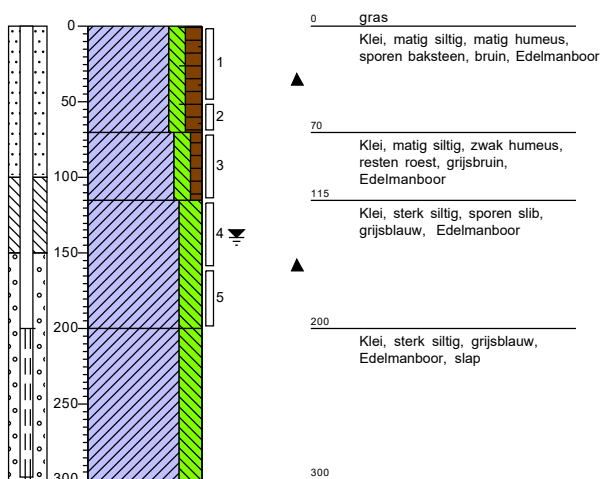 0
50
100
150
200
250
300
1
2
3
4
5
0 gras
Klei, matig siltig, matig humeus,
sporen baksteen, bruin, Edelmanboor
70
Klei, matig siltig, zwak humeus,
resten roest, grijsbruin,
Edelmanboor
115
Klei, sterk siltig, sporen slib,
grijsblauw, Edelmanboor
200
Klei, sterk siltig, grijsblauw,
Edelmanboor, slap
300